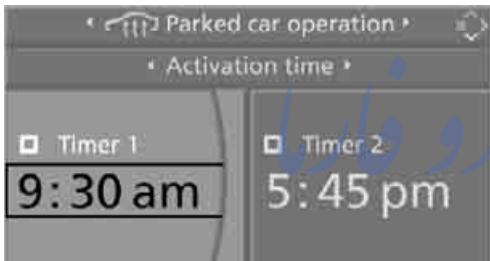 Parked car operation
Activation time
Timer 1 Timer 2
9:30 am 5:45 pm